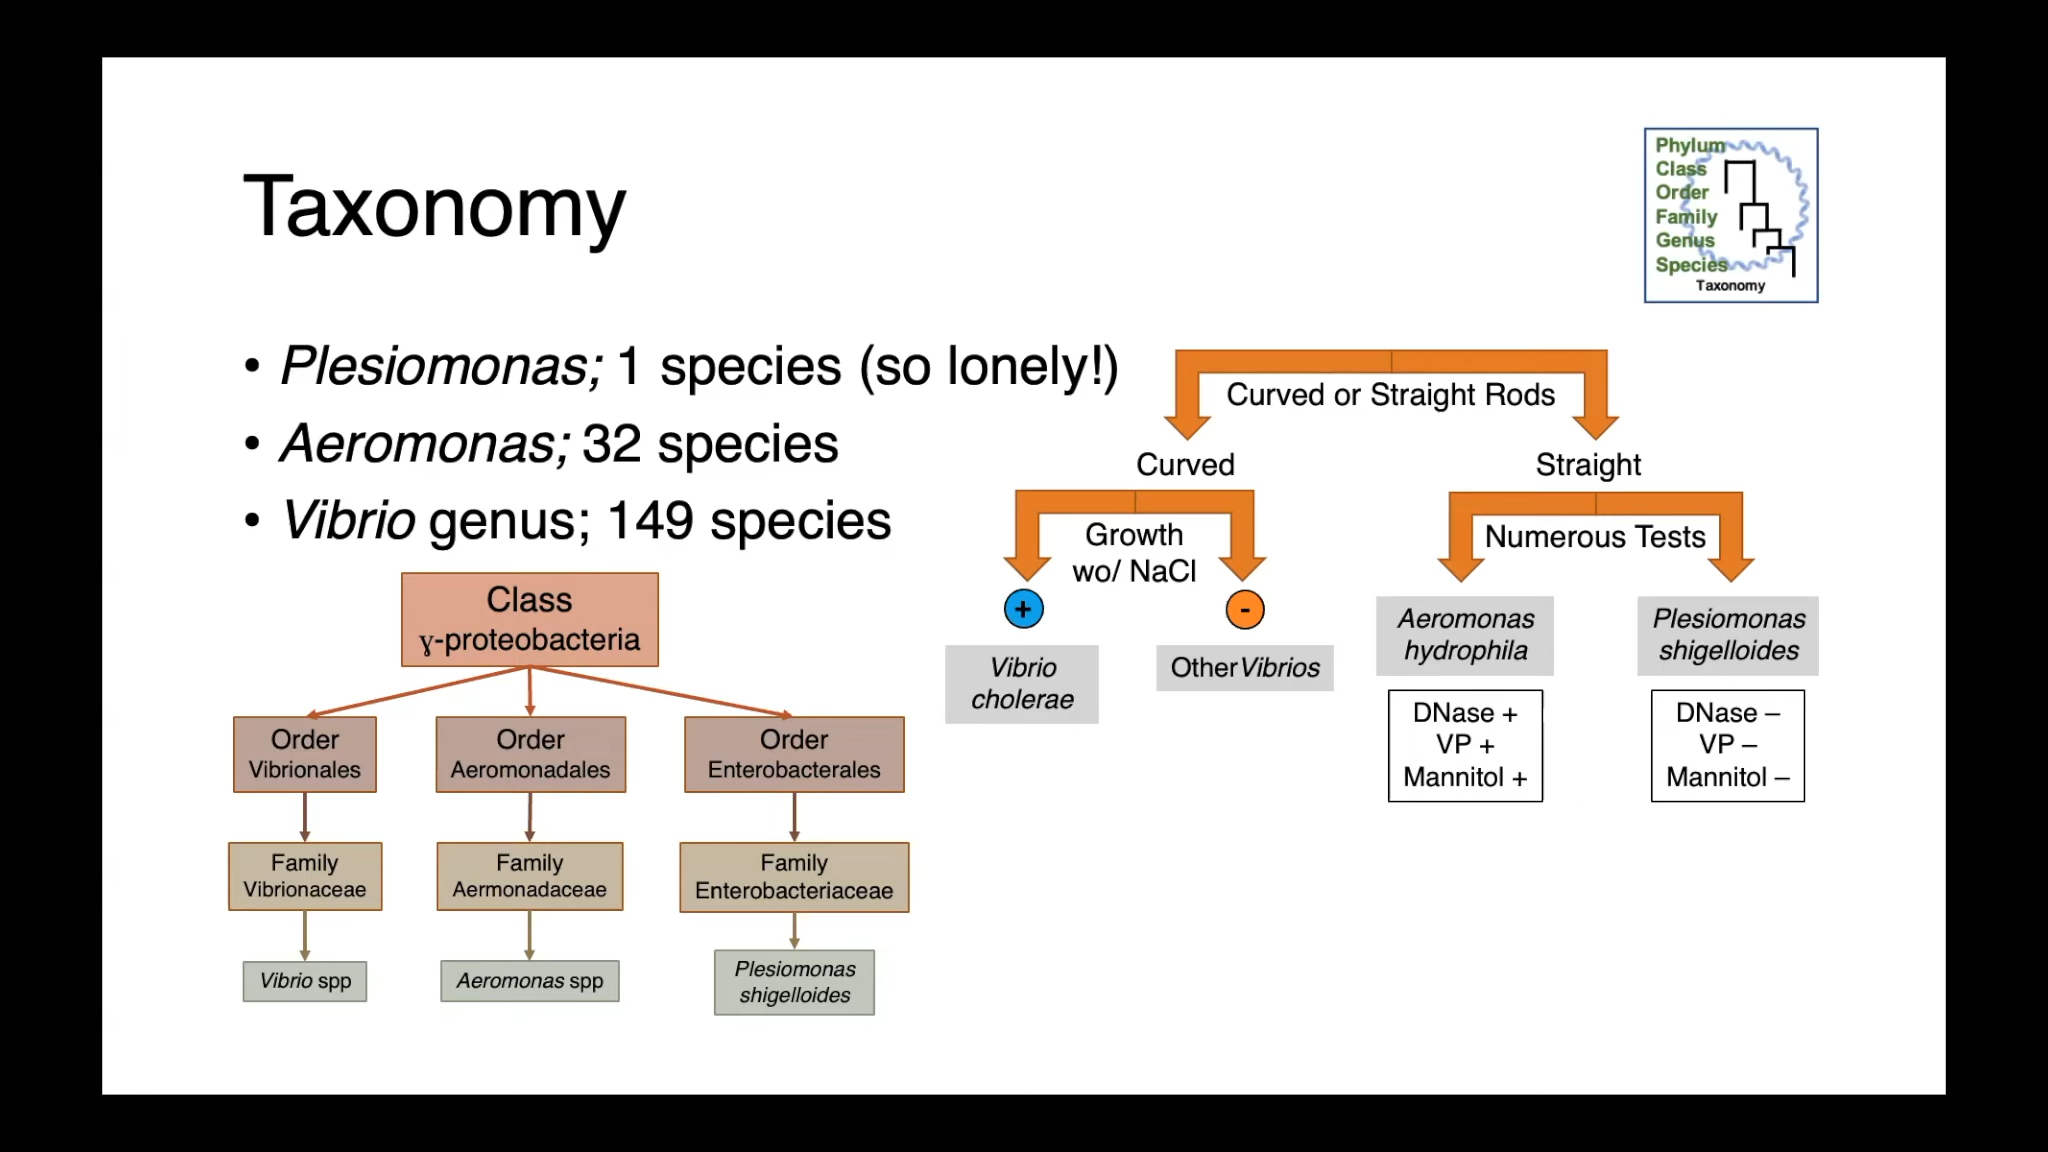 Taxonomy
Phylum
Class
Order
Family
Genus
Species
Taxonomy
• Plesiomonas; 1 species (so lonely!)
• Aeromonas; 32 species
• Vibrio genus; 149 species
Class
ɣ-proteobacteria
Order
Vibrionales
Order
Aeromonadales
Order
Enterobacterales
Family
Vibrionaceae
Family
Aermonadaceae
Family
Enterobacteriaceae
Vibrio spp
Aeromonas spp
Plesiomonas
shigelloides
Curved or Straight Rods
Curved
Straight
Growth
wo/ NaCl
+
-
Vibrio
cholerae
Other Vibrios
Numerous Tests
Aeromonas
hydrophila
Plesiomonas
shigelloides
DNase +
VP +
Mannitol +
DNase –
VP –
Mannitol –